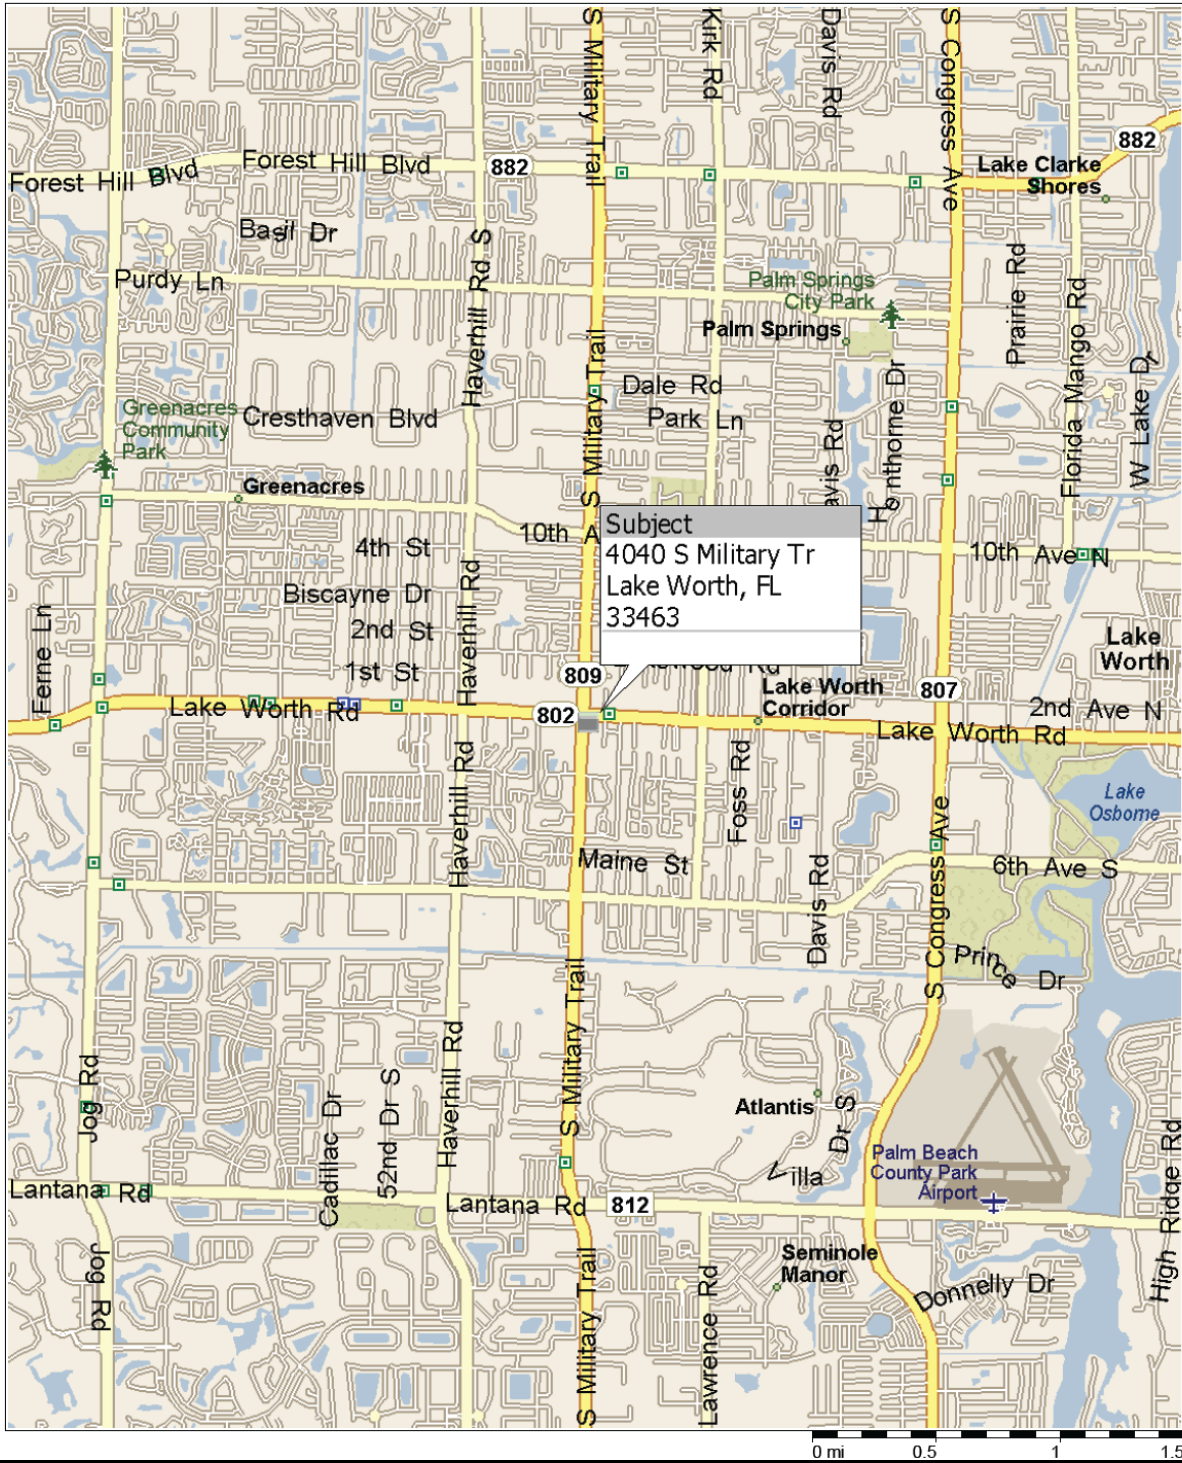 S Military Trail
Kirk Rd
Davis Rd
S Congress Ave
882
Lake Clarke
Shores
Forest Hill Blvd
Forest Hill Blvd
882
Basil Dr
Purdy Ln
Haverhill Rd S
Palm Springs
City Park
Palm Springs
Prairie Rd
Florida Mango Rd
W Lake Dr
S Military Trail
Dale Rd
Park Ln
Greenacres
Community
Park
Cresthaven Blvd
Greenacres
Davis Rd
Henthorne Dr
10th A
Subject
4040 S Military Tr
Lake Worth, FL
33463
10th Ave N
4th St
Biscayne Dr
2nd St
1st St
Haverhill Rd
Ferne Ln
Lake
Worth
809
Rd
Lake Worth
Corridor
807
2nd Ave N
Lake Worth Rd
802
Lake Worth Rd
Haverhill Rd
Foss Rd
Lake
Osborne
Maine St
Davis Rd
S Congress Ave
6th Ave S
Prince Dr
S Military Trail
Jog Rd
Cadillac Dr
52nd Dr S
Haverhill Rd
Atlantis
Villa Dr S
Palm Beach
County Park
Airport
High Ridge Rd
Lantana Rd
Lantana Rd
812
Jog Rd
S Military Trail
Lawrence Rd
Seminole
Manor
Donnelly Dr
0 mi 0.5 1 1.5